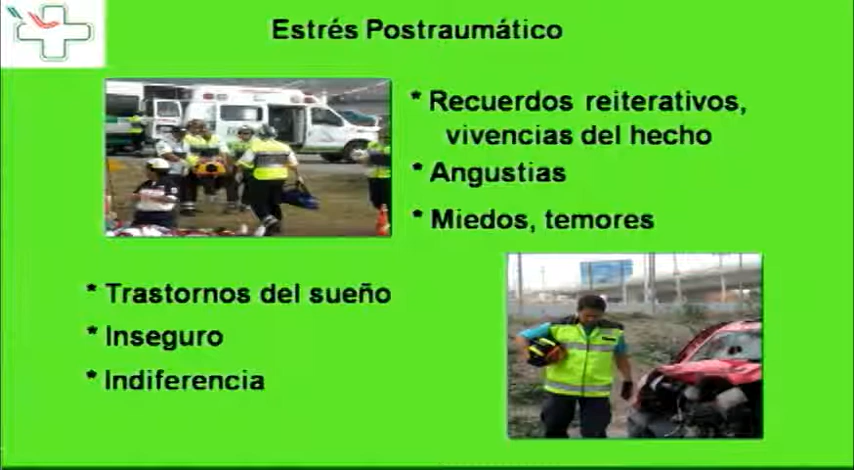 Estrés Postraumático
* Recuerdos reiterativos,
vivencias del hecho
* Angustias
* Miedos, temores
* Trastornos del sueño
* Inseguro
* Indiferencia